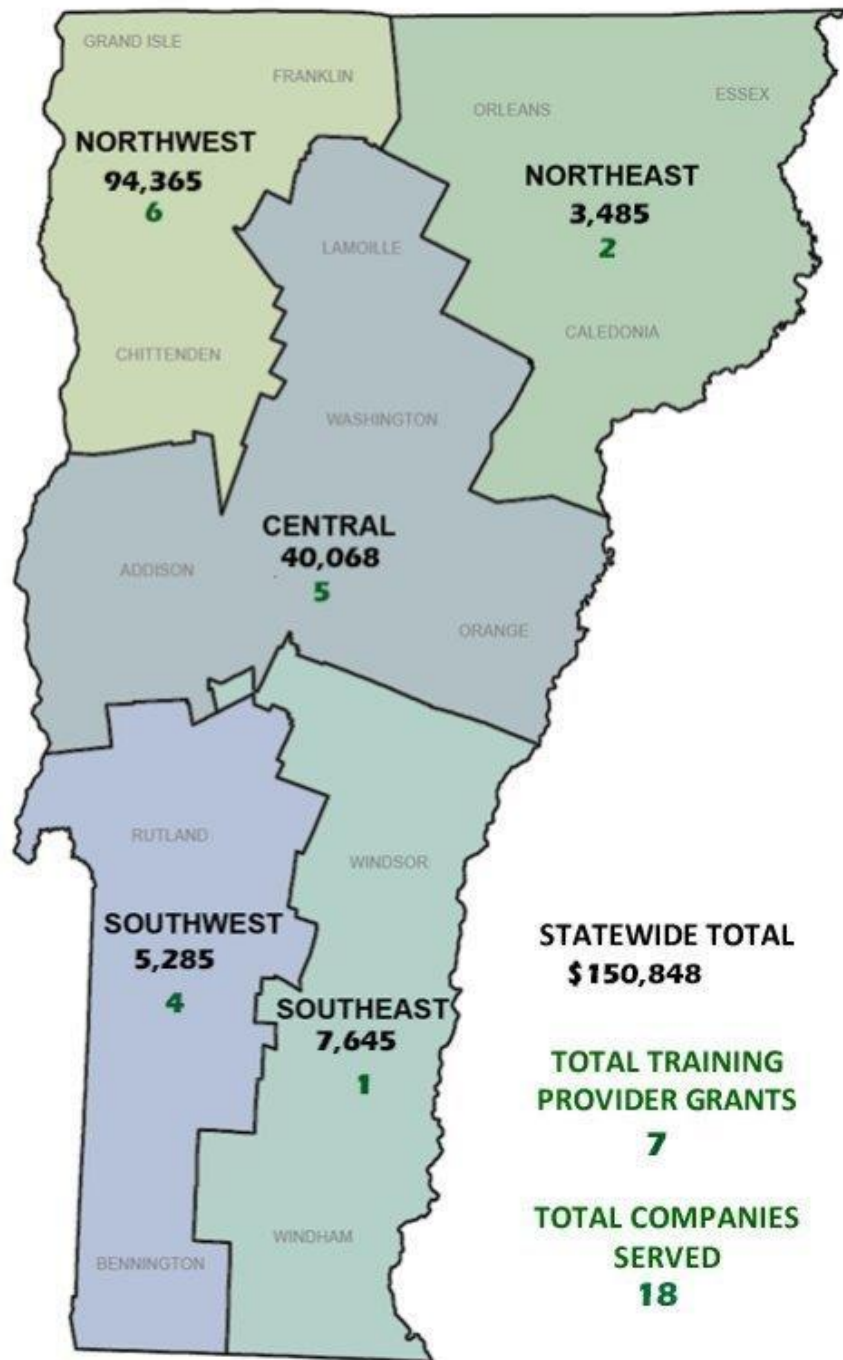 GRAND ISLE
FRANKLIN
NORTHWEST
94,365
6
CHITTENDEN
ORLEANS
ESSEX
NORTHEAST
3,485
2
CALEDONIA
LAMOILLE
WASHINGTON
CENTRAL
40,068
5
ADDISON
ORANGE
RUTLAND
SOUTHWEST
5,285
4
BENNINGTON
WINDSOR
SOUTHEAST
7,645
1
WINDHAM
STATEWIDE TOTAL
$150,848
TOTAL TRAINING
PROVIDER GRANTS
7
TOTAL COMPANIES
SERVED
18